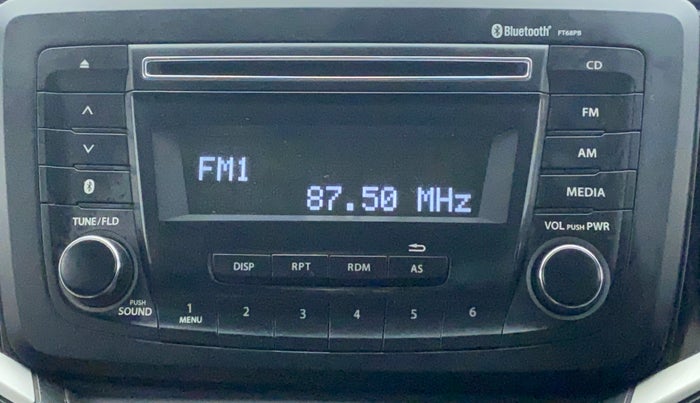 Bluetooth® FT68PB
CD
FM
AM
MEDIA
FM1
87.50 MHz
TUNE/FLD
VOL PUSH PWR
DISP RPT RDM AS
PUSH
SOUND
1 2 3 4 5 6
MENU